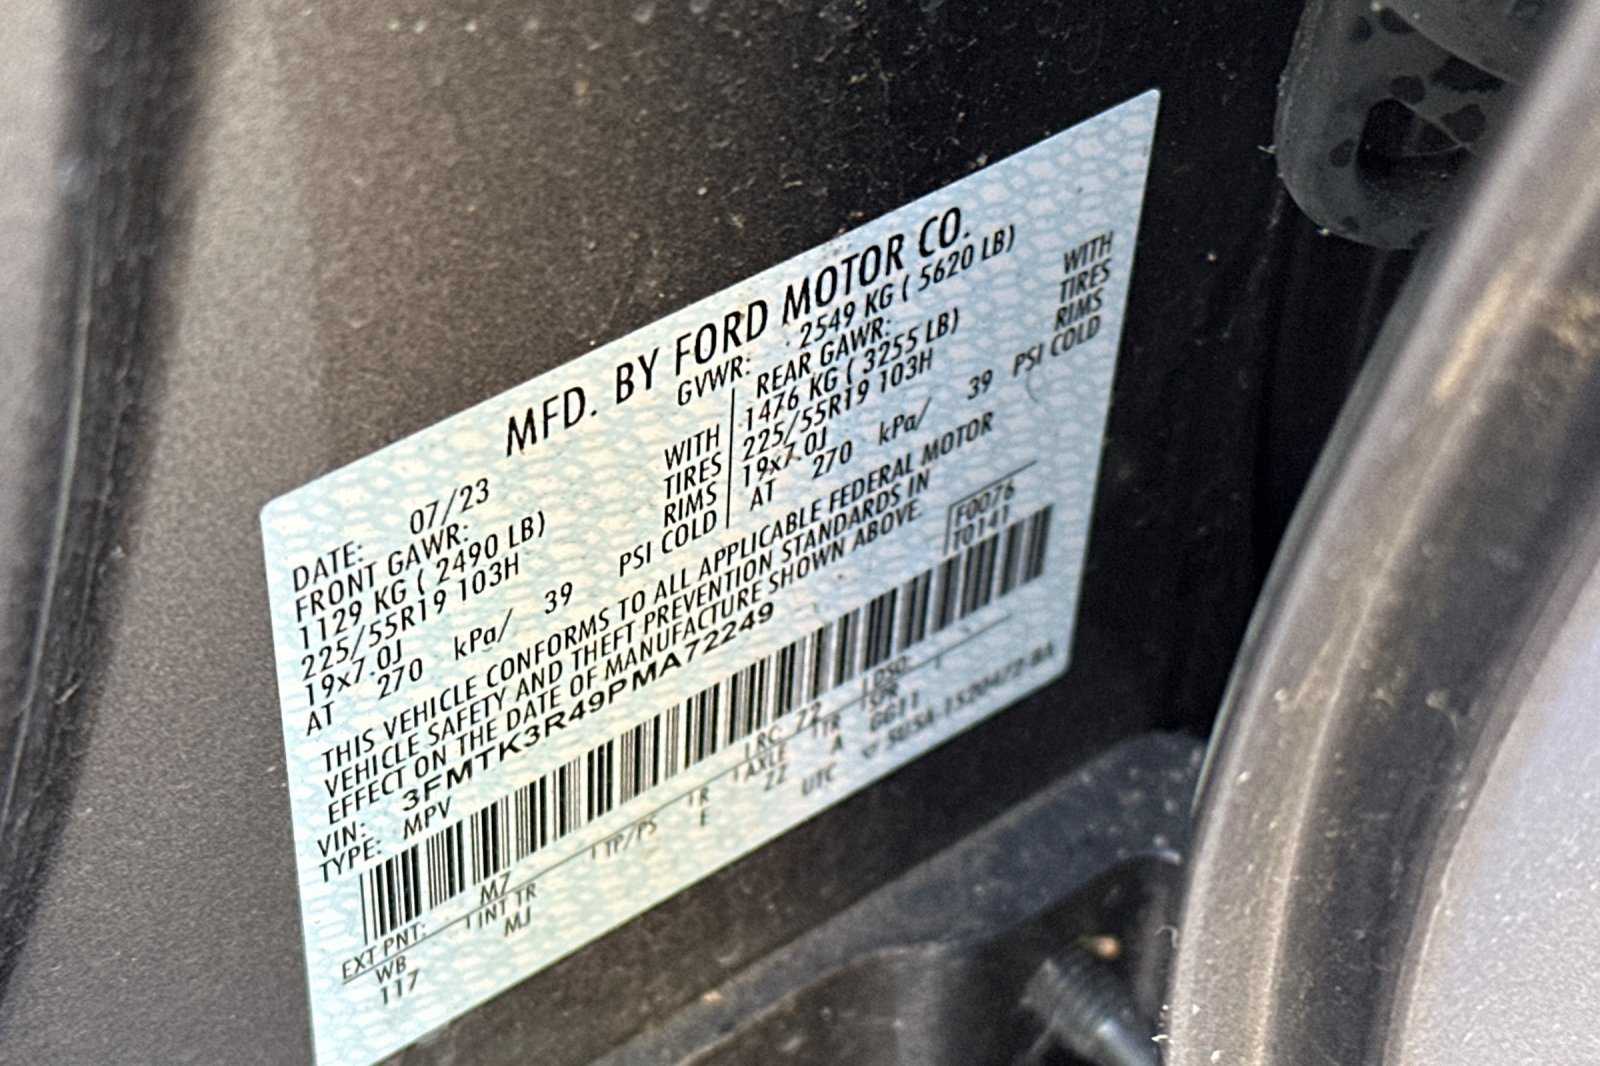 MFD. BY FORD MOTOR CO.
DATE: 07/23 GVWR: 2549 KG ( 5620 LB)
FRONT GAWR: REAR GAWR:
1129 KG ( 2490 LB) WITH 1476 KG ( 3255 LB) WITH
225/55R19 103H TIRES 225/55R19 103H TIRES
19x7.0J RIMS 19x7.0J RIMS
AT 270 kPa/ 39 PSI COLD AT 270 kPa/ 39 PSI COLD
THIS VEHICLE CONFORMS TO ALL APPLICABLE FEDERAL MOTOR
VEHICLE SAFETY AND THEFT PREVENTION STANDARDS IN
EFFECT ON THE DATE OF MANUFACTURE SHOWN ABOVE.
VIN: 3FMTK3R49PMA72249 F0076
TYPE: MPV T0141
EXT PNT: M7 RC: 72 DSO:
WB INT TR TP/PS R AXLE TR SPR
117 MJ E ZZ A GG11
UTC